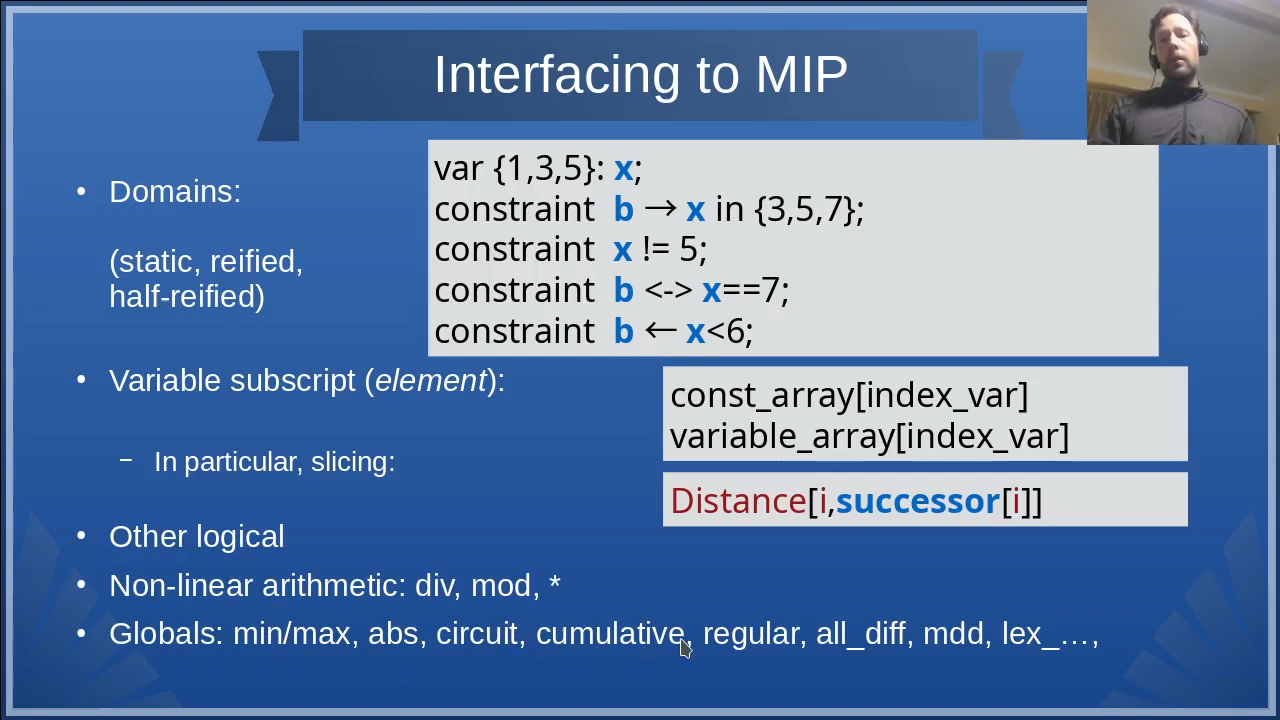 Interfacing to MIP
• Domains:
(static, reified,
half-reified)
var {1,3,5}: x;
constraint b → x in {3,5,7};
constraint x != 5;
constraint b <-> x==7;
constraint b ← x<6;
• Variable subscript (element):
const_array[index_var]
variable_array[index_var]
– In particular, slicing:
Distance[i,successor[i]]
• Other logical
• Non-linear arithmetic: div, mod, *
• Globals: min/max, abs, circuit, cumulative, regular, all_diff, mdd, lex_…,